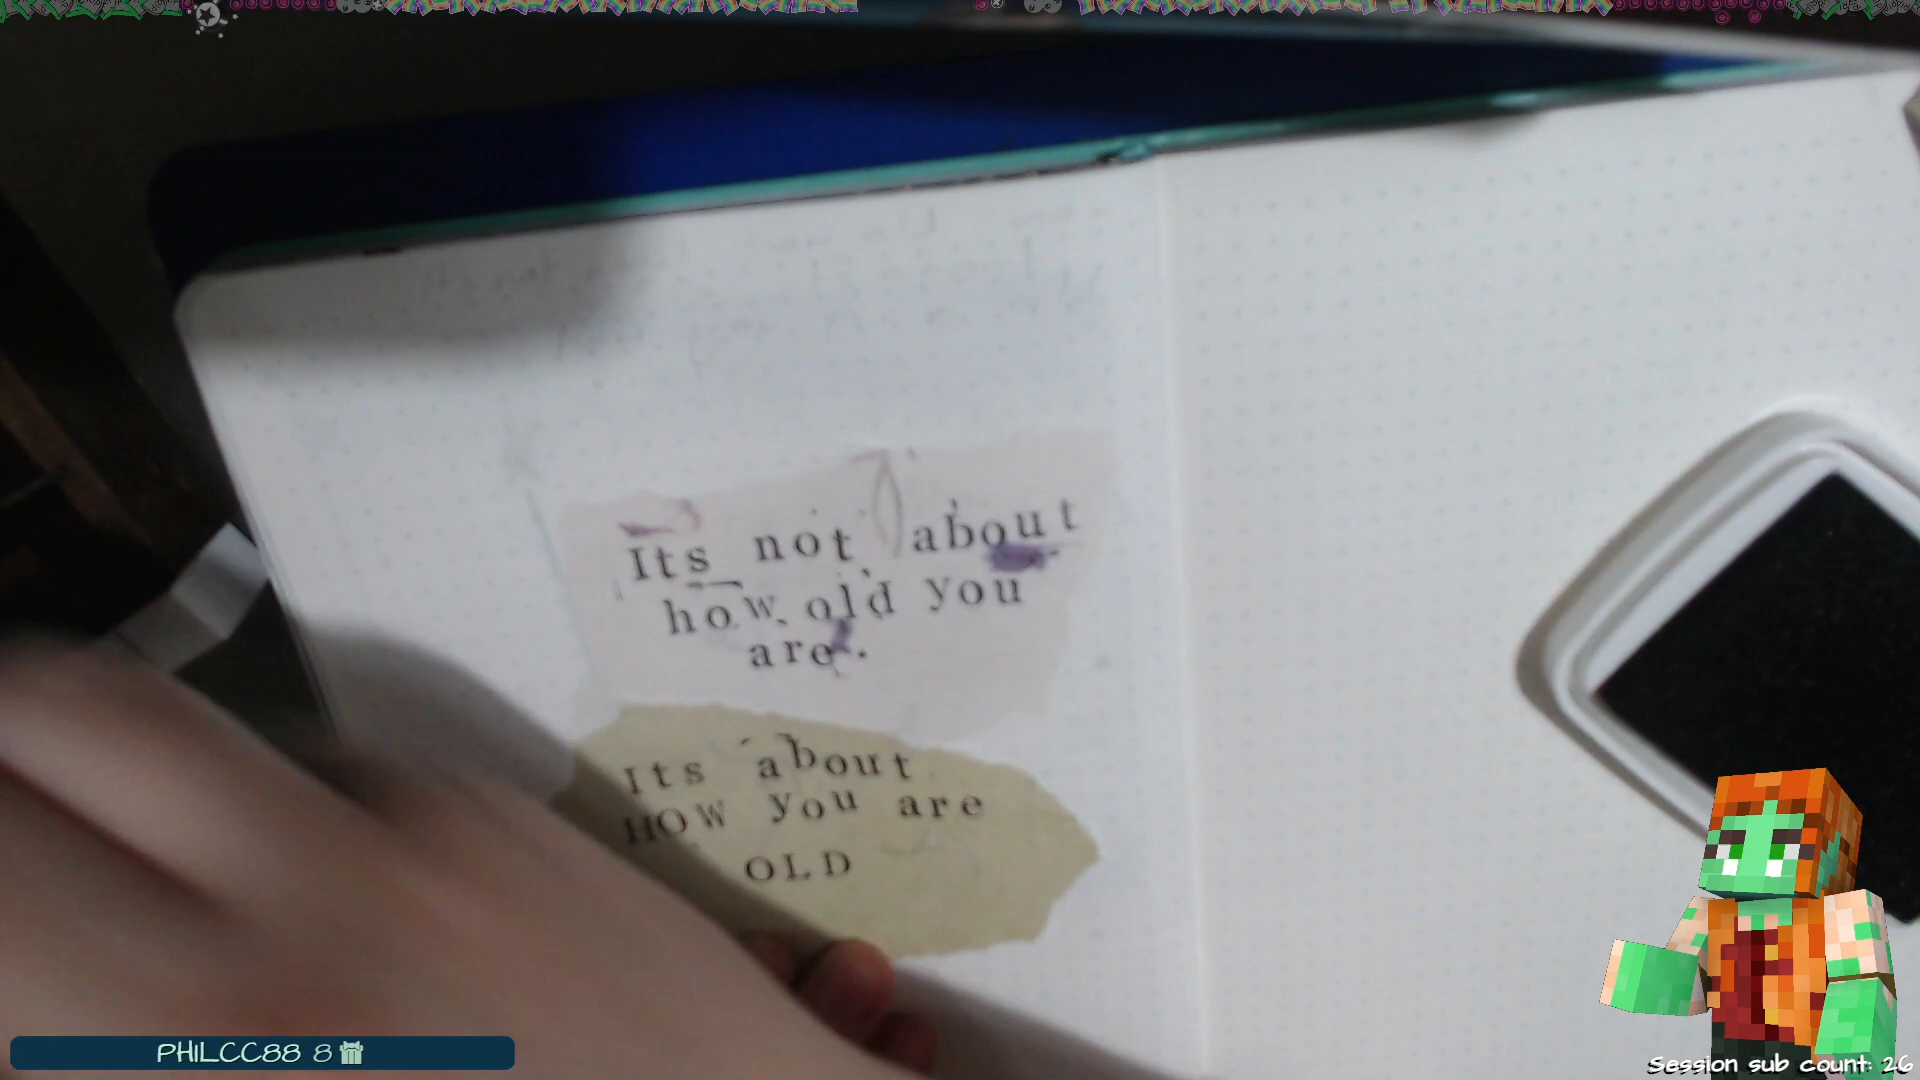 Its not about
how old you
are.
Its about
HOW you are
OLD
PHILCC88 8
Session sub count: 26